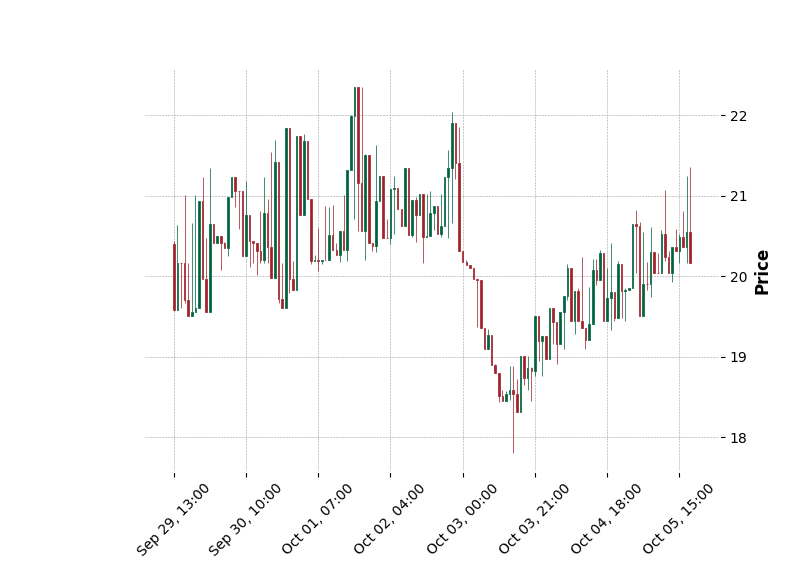 22
21
20
19
18
Price
Sep 29, 13:00
Sep 30, 10:00
Oct 01, 07:00
Oct 02, 04:00
Oct 03, 00:00
Oct 03, 21:00
Oct 04, 18:00
Oct 05, 15:00